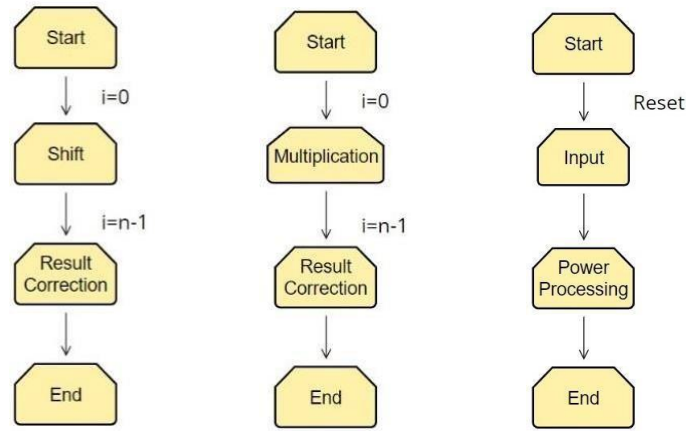 Start
i=0
Shift
i=n-1
Result
Correction
End
Start
i=0
Multiplication
i=n-1
Result
Correction
End
Start
Reset
Input
Power
Processing
End